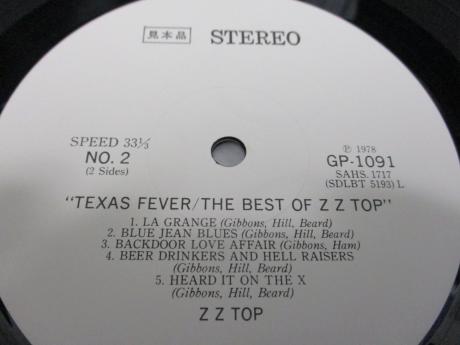 見本品 STEREO
SPEED 33⅓
NO. 2
(2 Sides)
Ⓟ 1978
GP-1091
SAHS. 1717
(SDLBT 5193) L
"TEXAS FEVER/THE BEST OF Z Z TOP"
1. LA GRANGE (Gibbons, Hill, Beard)
2. BLUE JEAN BLUES (Gibbons, Hill, Beard)
3. BACKDOOR LOVE AFFAIR (Gibbons, Ham)
4. BEER DRINKERS AND HELL RAISERS
(Gibbons, Hill, Beard)
5. HEARD IT ON THE X
(Gibbons, Hill, Beard)
Z Z TOP